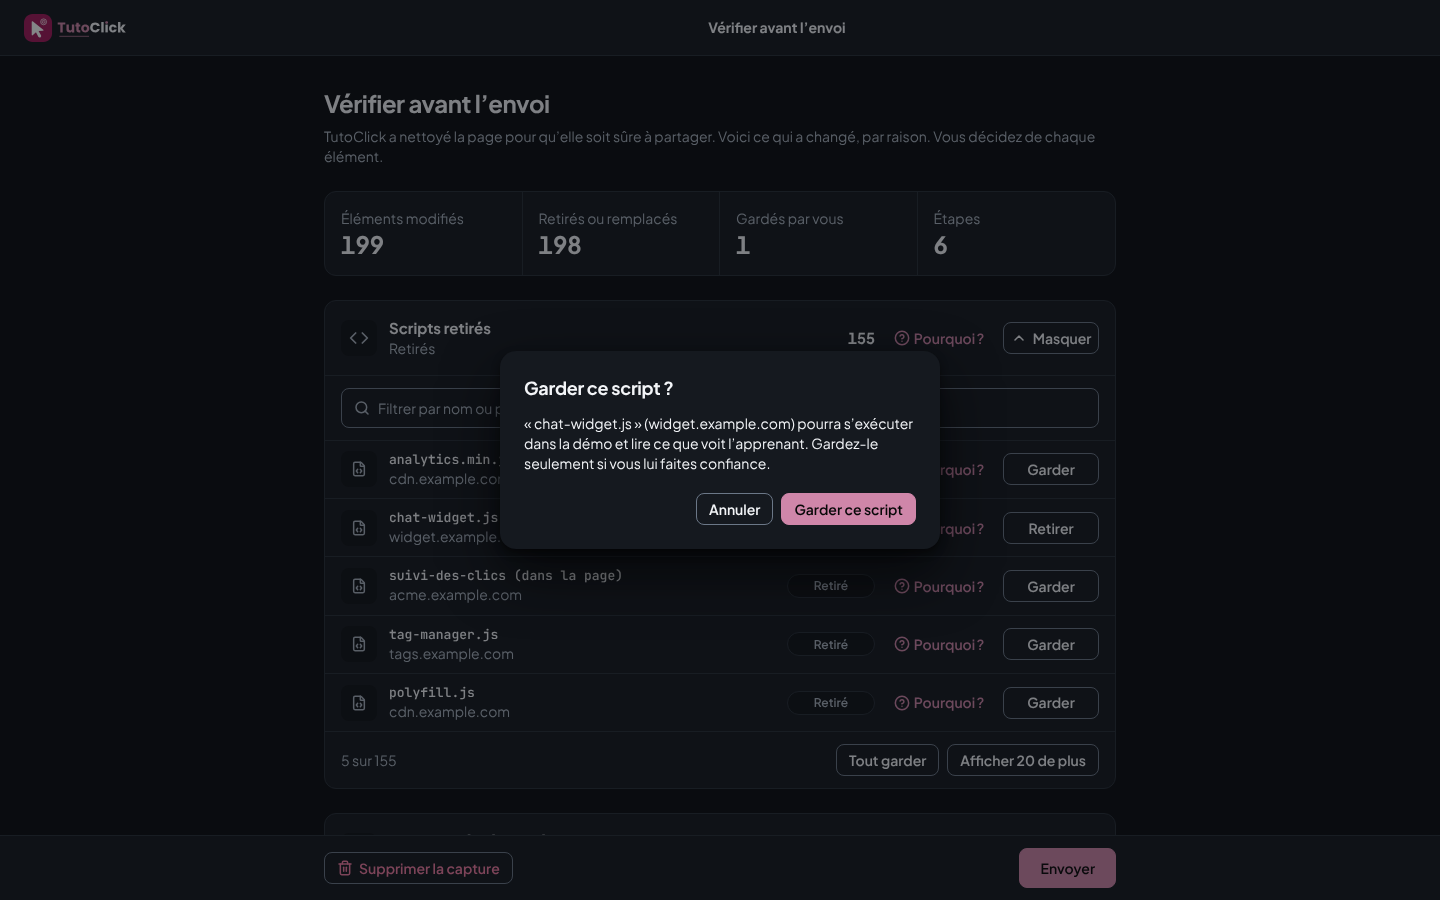 TutoClick
Vérifier avant l'envoi
Vérifier avant l’envoi
TutoClick a nettoyé la page pour qu’elle soit sûre à partager. Voici ce qui a changé, par raison. Vous décidez de chaque
élément.
Éléments modifiés
Retirés ou remplacés
Gardés par vous
Étapes
199
198
1
6
Scripts retirés
Retirés
155
Pourquoi ?
Masquer
Filtrer par nom ou
Garder ce script ?
« chat-widget.js » (widget.example.com) pourra s’exécuter
dans la démo et lire ce que voit l’apprenant. Gardez-le
seulement si vous lui faites confiance.
Annuler
Garder ce script
analytics.min.
cdn.example.
Garder
chat-widget.js
widget.example.
Retirer
suivi-des-clics (dans la page)
acme.example.com
Retiré
Pourquoi ?
Garder
tag-manager.js
tags.example.com
Retiré
Pourquoi ?
Garder
polyfill.js
cdn.example.com
Retiré
Pourquoi ?
Garder
5 sur 155
Tout garder
Afficher 20 de plus
Supprimer la capture
Envoyer